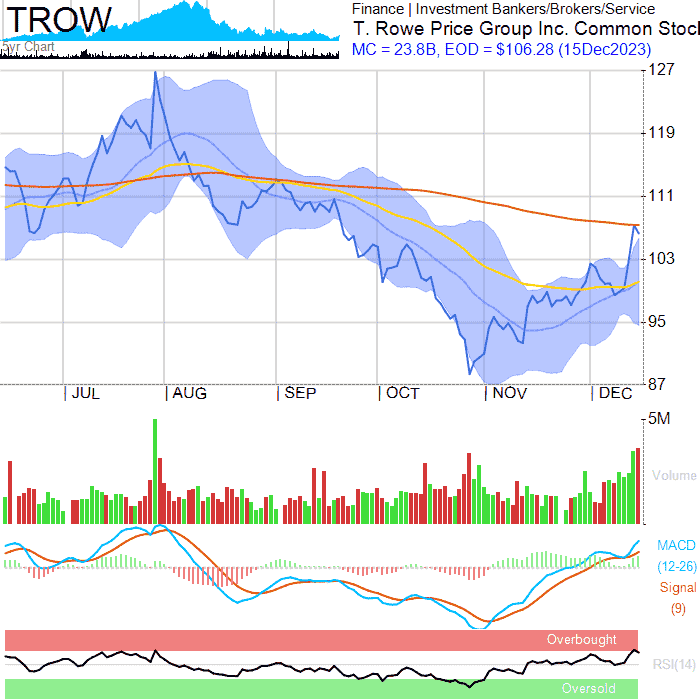 TROW
5yr Chart
Finance | Investment Bankers/Brokers/Service
T. Rowe Price Group Inc. Common Stoc
MC = 23.8B, EOD = $106.28 (15Dec2023)
127
119
111
103
95
87
| JUL | AUG | SEP | OCT | NOV | DEC
5M
Volume
MACD
(12-26)
Signal
(9)
Overbought
RSI(14)
Oversold